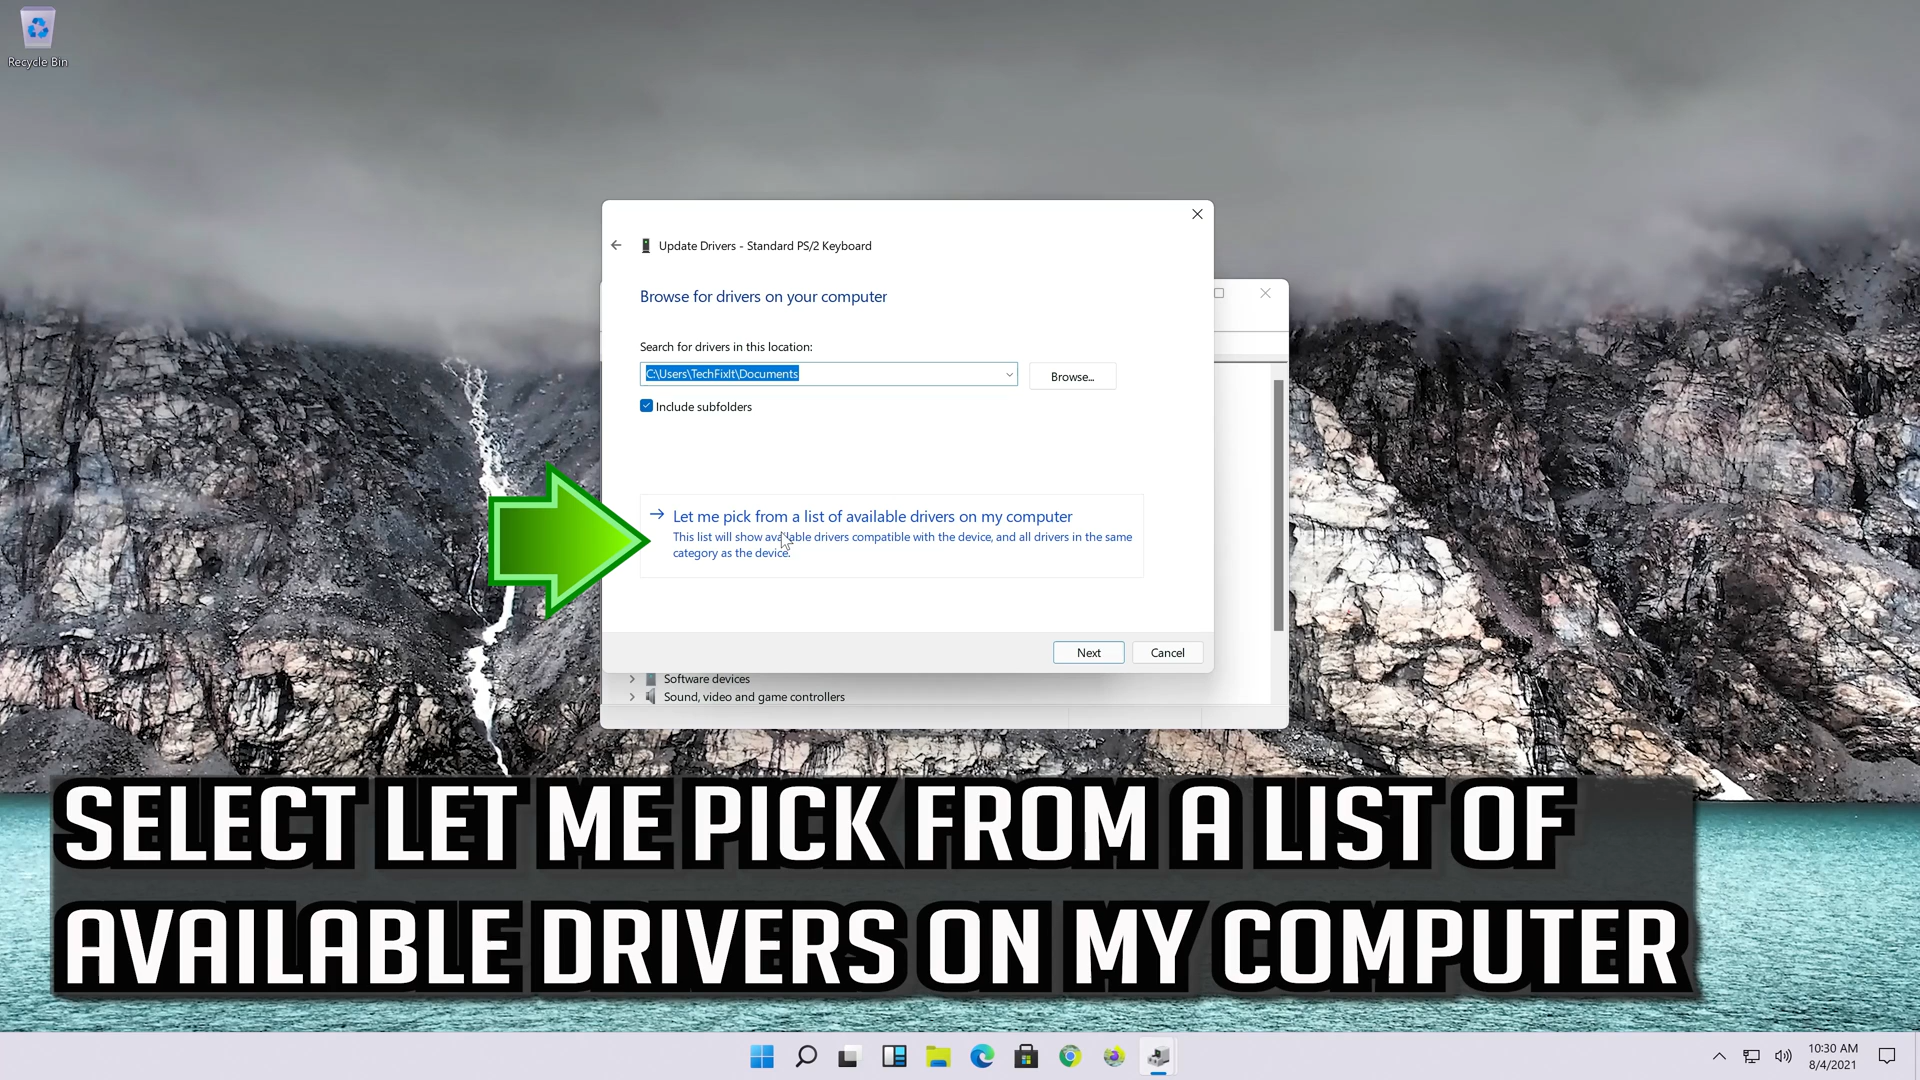 Recycle Bin
Update Drivers - Standard PS/2 Keyboard
Browse for drivers on your computer
Search for drivers in this location:
C:\Users\TechFixIt\Documents
Browse...
Include subfolders
Let me pick from a list of available drivers on my computer
This list will show available drivers compatible with the device, and all drivers in the same
category as the device.
Next
Cancel
Software devices
Sound, video and game controllers
SELECT LET ME PICK FROM A LIST OF
AVAILABLE DRIVERS ON MY COMPUTER
10:30 AM
8/4/2021